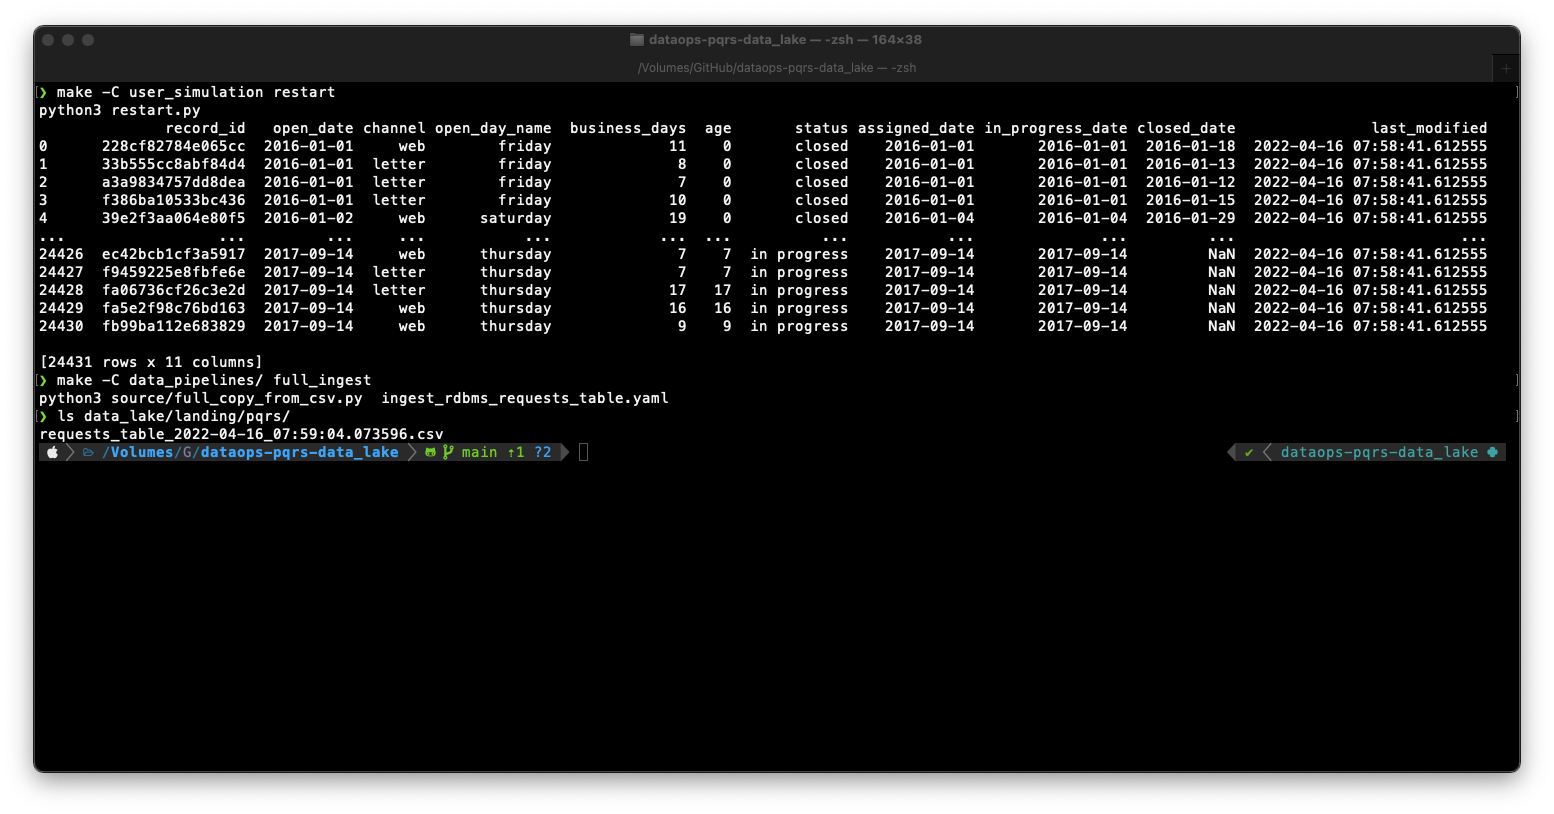 dataops-pqrs-data_lake — -zsh — 164×38
/Volumes/GitHub/dataops-pqrs-data_lake — -zsh +
[❯ make -C user_simulation restart ]
python3 restart.py
record_id open_date channel open_day_name business_days age status assigned_date in_progress_date closed_date last_modified
0 228cf82784e065cc 2016-01-01 web friday 11 0 closed 2016-01-01 2016-01-01 2016-01-18 2022-04-16 07:58:41.612555
1 33b555cc8abf84d4 2016-01-01 letter friday 8 0 closed 2016-01-01 2016-01-01 2016-01-13 2022-04-16 07:58:41.612555
2 a3a9834757dd8dea 2016-01-01 letter friday 7 0 closed 2016-01-01 2016-01-01 2016-01-12 2022-04-16 07:58:41.612555
3 f386ba10533bc436 2016-01-01 letter friday 10 0 closed 2016-01-01 2016-01-01 2016-01-15 2022-04-16 07:58:41.612555
4 39e2f3aa064e80f5 2016-01-02 web saturday 19 0 closed 2016-01-04 2016-01-04 2016-01-29 2022-04-16 07:58:41.612555
... ... ... ... ... ... ... ... ... ... ... ...
24426 ec42bcb1cf3a5917 2017-09-14 web thursday 7 7 in progress 2017-09-14 2017-09-14 NaN 2022-04-16 07:58:41.612555
24427 f9459225e8fbfe6e 2017-09-14 letter thursday 7 7 in progress 2017-09-14 2017-09-14 NaN 2022-04-16 07:58:41.612555
24428 fa06736cf26c3e2d 2017-09-14 letter thursday 17 17 in progress 2017-09-14 2017-09-14 NaN 2022-04-16 07:58:41.612555
24429 fa5e2f98c76bd163 2017-09-14 web thursday 16 16 in progress 2017-09-14 2017-09-14 NaN 2022-04-16 07:58:41.612555
24430 fb99ba112e683829 2017-09-14 web thursday 9 9 in progress 2017-09-14 2017-09-14 NaN 2022-04-16 07:58:41.612555
[24431 rows x 11 columns]
[❯ make -C data_pipelines/ full_ingest ]
python3 source/full_copy_from_csv.py ingest_rdbms_requests_table.yaml
[❯ ls data_lake/landing/pqrs/ ]
requests_table_2022-04-16_07:59:04.073596.csv
/Volumes/G/dataops-pqrs-data_lake main ⇡1 ?2 ✔ dataops-pqrs-data_lake